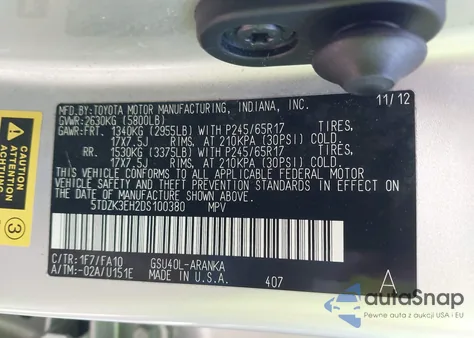 MFD.BY:TOYOTA MOTOR MANUFACTURING, INDIANA, INC. 11/12
GVWR:2630KG (5800LB)
GAWR:FRT. 1340KG (2955LB) WITH P245/65R17 TIRES,
17X7.5J RIMS, AT 210KPA (30PSI) COLD.
RR. 1530KG (3375LB) WITH P245/65R17 TIRES,
17X7.5J RIMS, AT 210KPA (30PSI) COLD.
THIS VEHICLE CONFORMS TO ALL APPLICABLE FEDERAL MOTOR
VEHICLE SAFETY, BUMPER, AND THEFT PREVENTION STANDARDS IN
EFFECT ON THE DATE OF MANUFACTURE SHOWN ABOVE.
5TDZK3EH2DS100380 MPV
C/TR:1F7/FA10 GSU40L-ARANKA
A/TM:-02A/U151E MADE IN U.S.A. 407 A
3
autoSnap
Pewne auta z dostawą z USA i EU